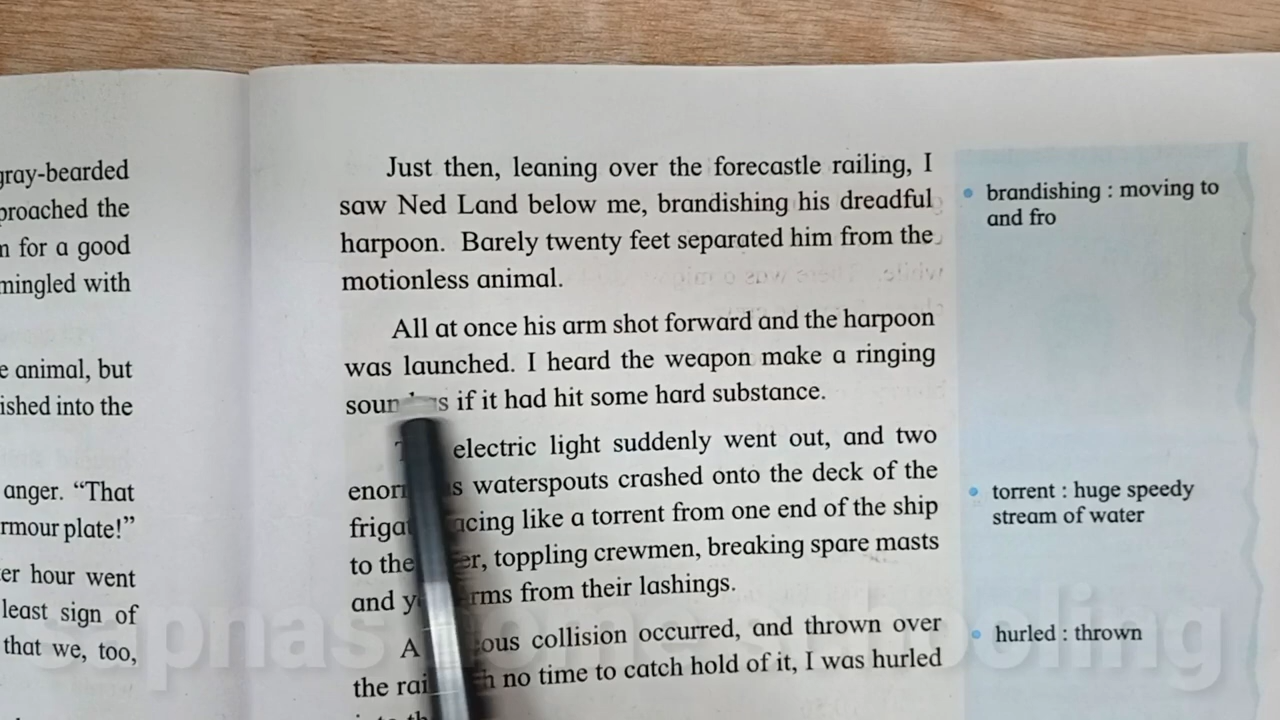 gray-bearded
proached the
for a good
mingled with
animal, but
ished into the
anger. “That
rmour plate!”
er hour went
least sign of
that we, too,
Just then, leaning over the forecastle railing, I
saw Ned Land below me, brandishing his dreadful
harpoon. Barely twenty feet separated him from the
motionless animal.
All at once his arm shot forward and the harpoon
was launched. I heard the weapon make a ringing
if it had hit some hard substance.
electric light suddenly went out, and two
waterspouts crashed onto the deck of the
like a torrent from one end of the ship
to the toppling crewmen, breaking spare masts
and from their lashings.
A collision occurred, and thrown over
the no time to catch hold of it, I was hurled
brandishing : moving to
and fro
torrent : huge speedy
stream of water
hurled : thrown
sapnas home schooling